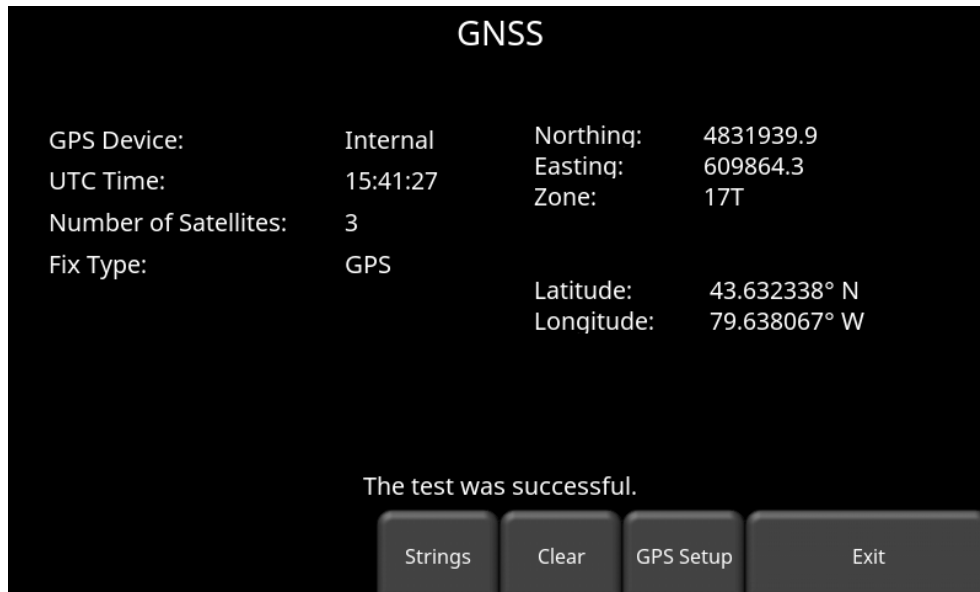 GNSS
GPS Device: Internal
UTC Time: 15:41:27
Number of Satellites: 3
Fix Type: GPS
Northing: 4831939.9
Easting: 609864.3
Zone: 17T
Latitude: 43.632338° N
Longitude: 79.638067° W
The test was successful.
Strings Clear GPS Setup Exit